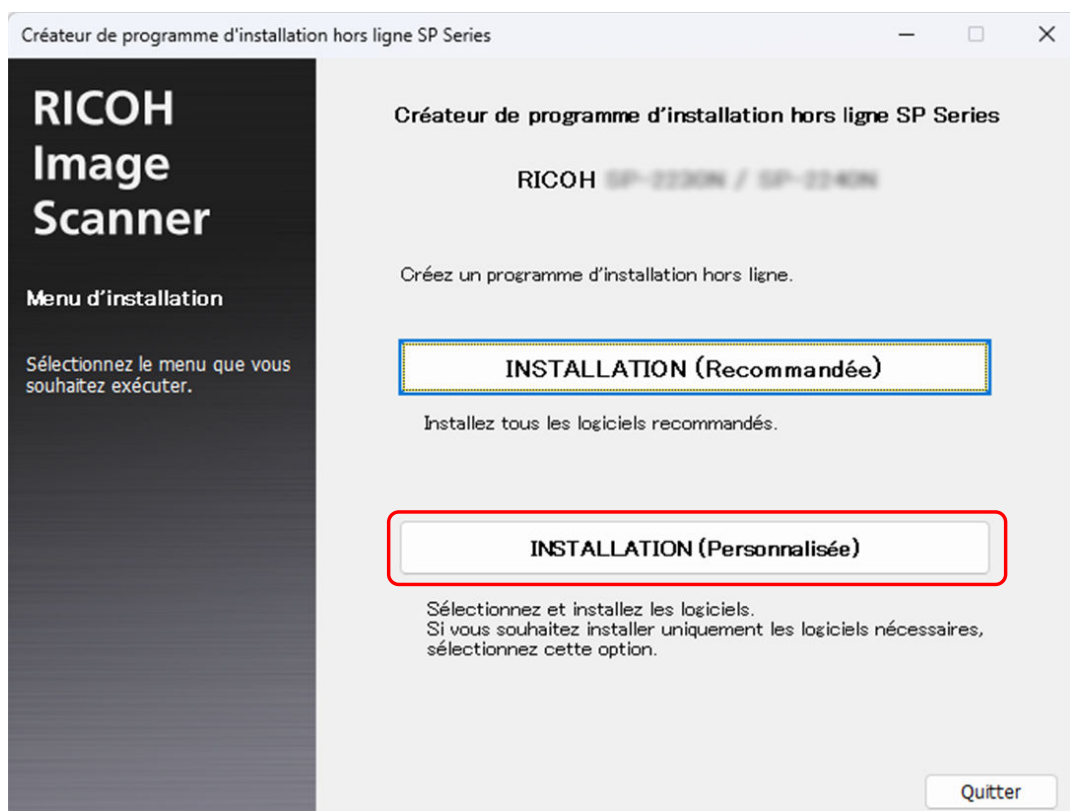 Créateur de programme d'installation hors ligne SP Series
RICOH
Image
Scanner
Menu d'installation
Sélectionnez le menu que vous
souhaitez exécuter.
Créateur de programme d'installation hors ligne SP Series
RICOH
Créez un programme d'installation hors ligne.
INSTALLATION (Recommandée)
Installez tous les logiciels recommandés.
INSTALLATION (Personnalisée)
Sélectionnez et installez les logiciels.
Si vous souhaitez installer uniquement les logiciels nécessaires,
sélectionnez cette option.
Quitter